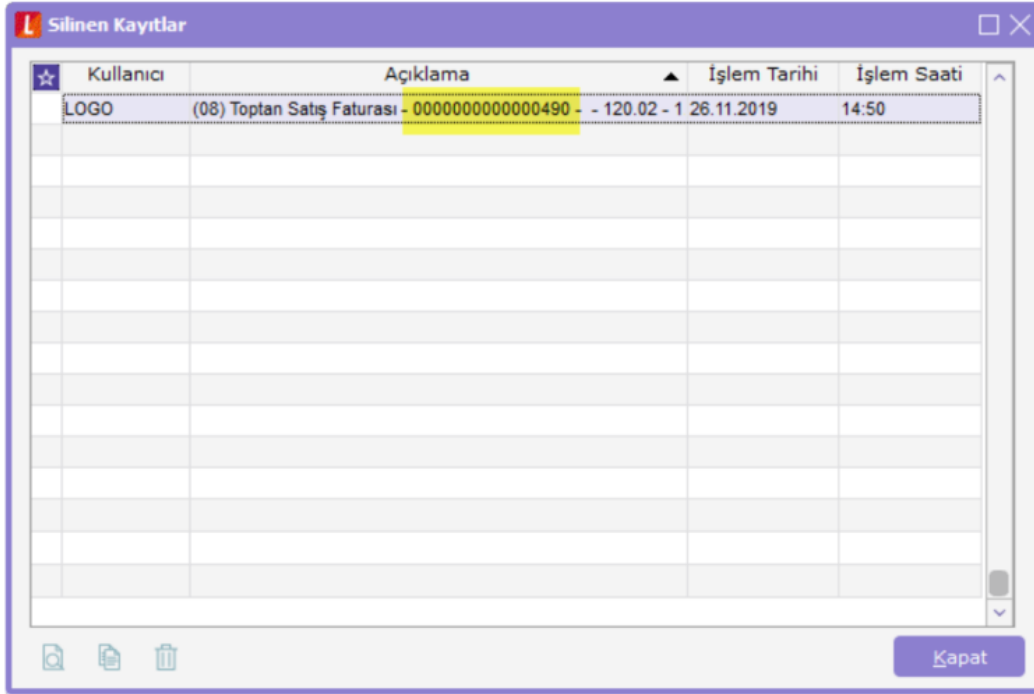 Silinen Kayıtlar
Kullanıcı Açıklama İşlem Tarihi İşlem Saati
LOGO (08) Toptan Satış Faturası - 0000000000000490 - - 120.02 - 1 26.11.2019 14:50
Kapat